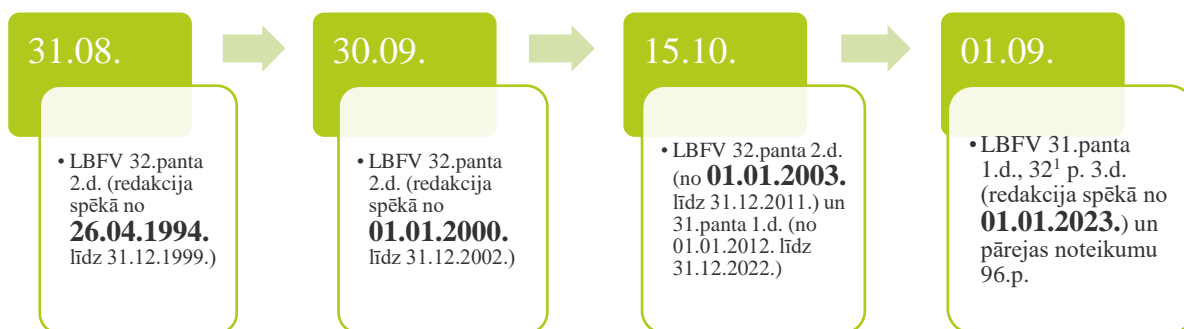 31.08.
• LBFV 32.panta
2.d. (redakcija
spēkā no
26.04.1994.
līdz 31.12.1999.)
30.09.
• LBFV 32.panta
2.d. (redakcija
spēkā no
01.01.2000.
līdz 31.12.2002.)
15.10.
• LBFV 32.panta 2.d.
(no 01.01.2003.
līdz 31.12.2011.) un
31.panta 1.d. (no
01.01.2012. līdz
31.12.2022.)
01.09.
• LBFV 31.panta
1.d., 32¹ p. 3.d.
(redakcija spēkā no
01.01.2023.) un
pārejas noteikumu
96.p.